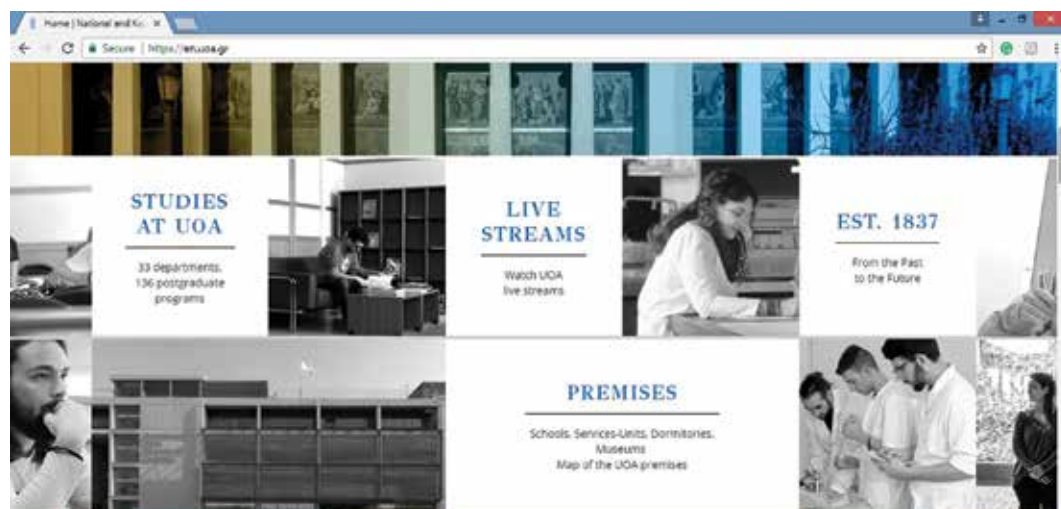 Home | National and Ka
Secure | https://en.uoa.gr
STUDIES
AT UOA
33 departments,
136 postgraduate
programs
LIVE
STREAMS
Watch UOA
live streams
EST. 1837
From the Past
to the Future
PREMISES
Schools, Services-Units, Dormitories,
Museums
Map of the UOA premises